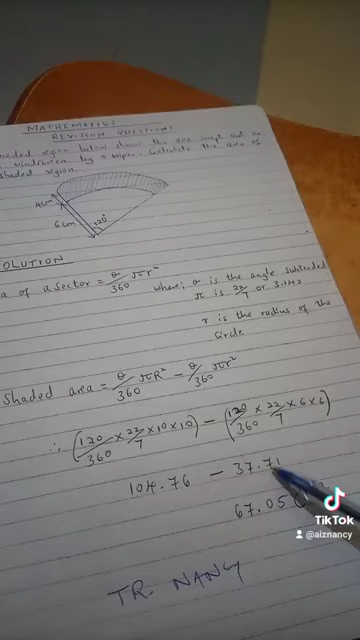 MATHEMATICS
REVISION QUESTIONS
haded region below shows the area swept out on
windscreen by a wiper. Calculate the area of
shaded region.
4cm
6cm
120°
OLUTION
a of a sector = θ/360 πr² where; θ is the angle subtended
π is 22/7 or 3.142
r is the radius of the
circle
Shaded area = θ/360 πR² - θ/360 πr²
∴ (120/360 × 22/7 × 10 × 10) - (120/360 × 22/7 × 6 × 6)
104.76 - 37.71
67.05
TR. NANCY
TikTok
@aiznancy